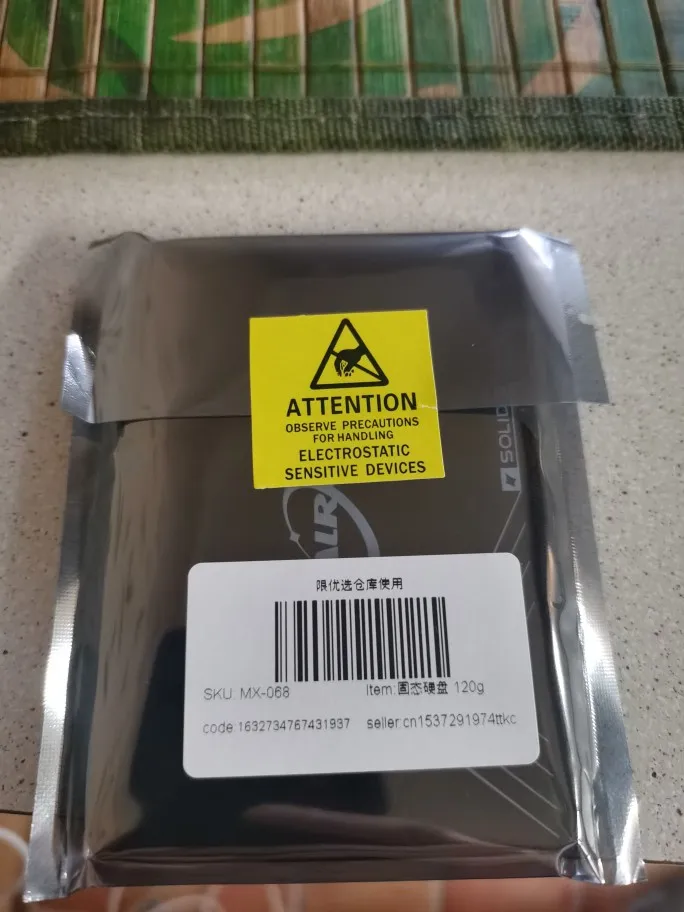 ATTENTION
OBSERVE PRECAUTIONS
FOR HANDLING
ELECTROSTATIC
SENSITIVE DEVICES
SOLID
限优选仓库使用
SKU: MX-068
Item:固态硬盘 120g
code:1632734767431937
seller:cn1537291974ttkc